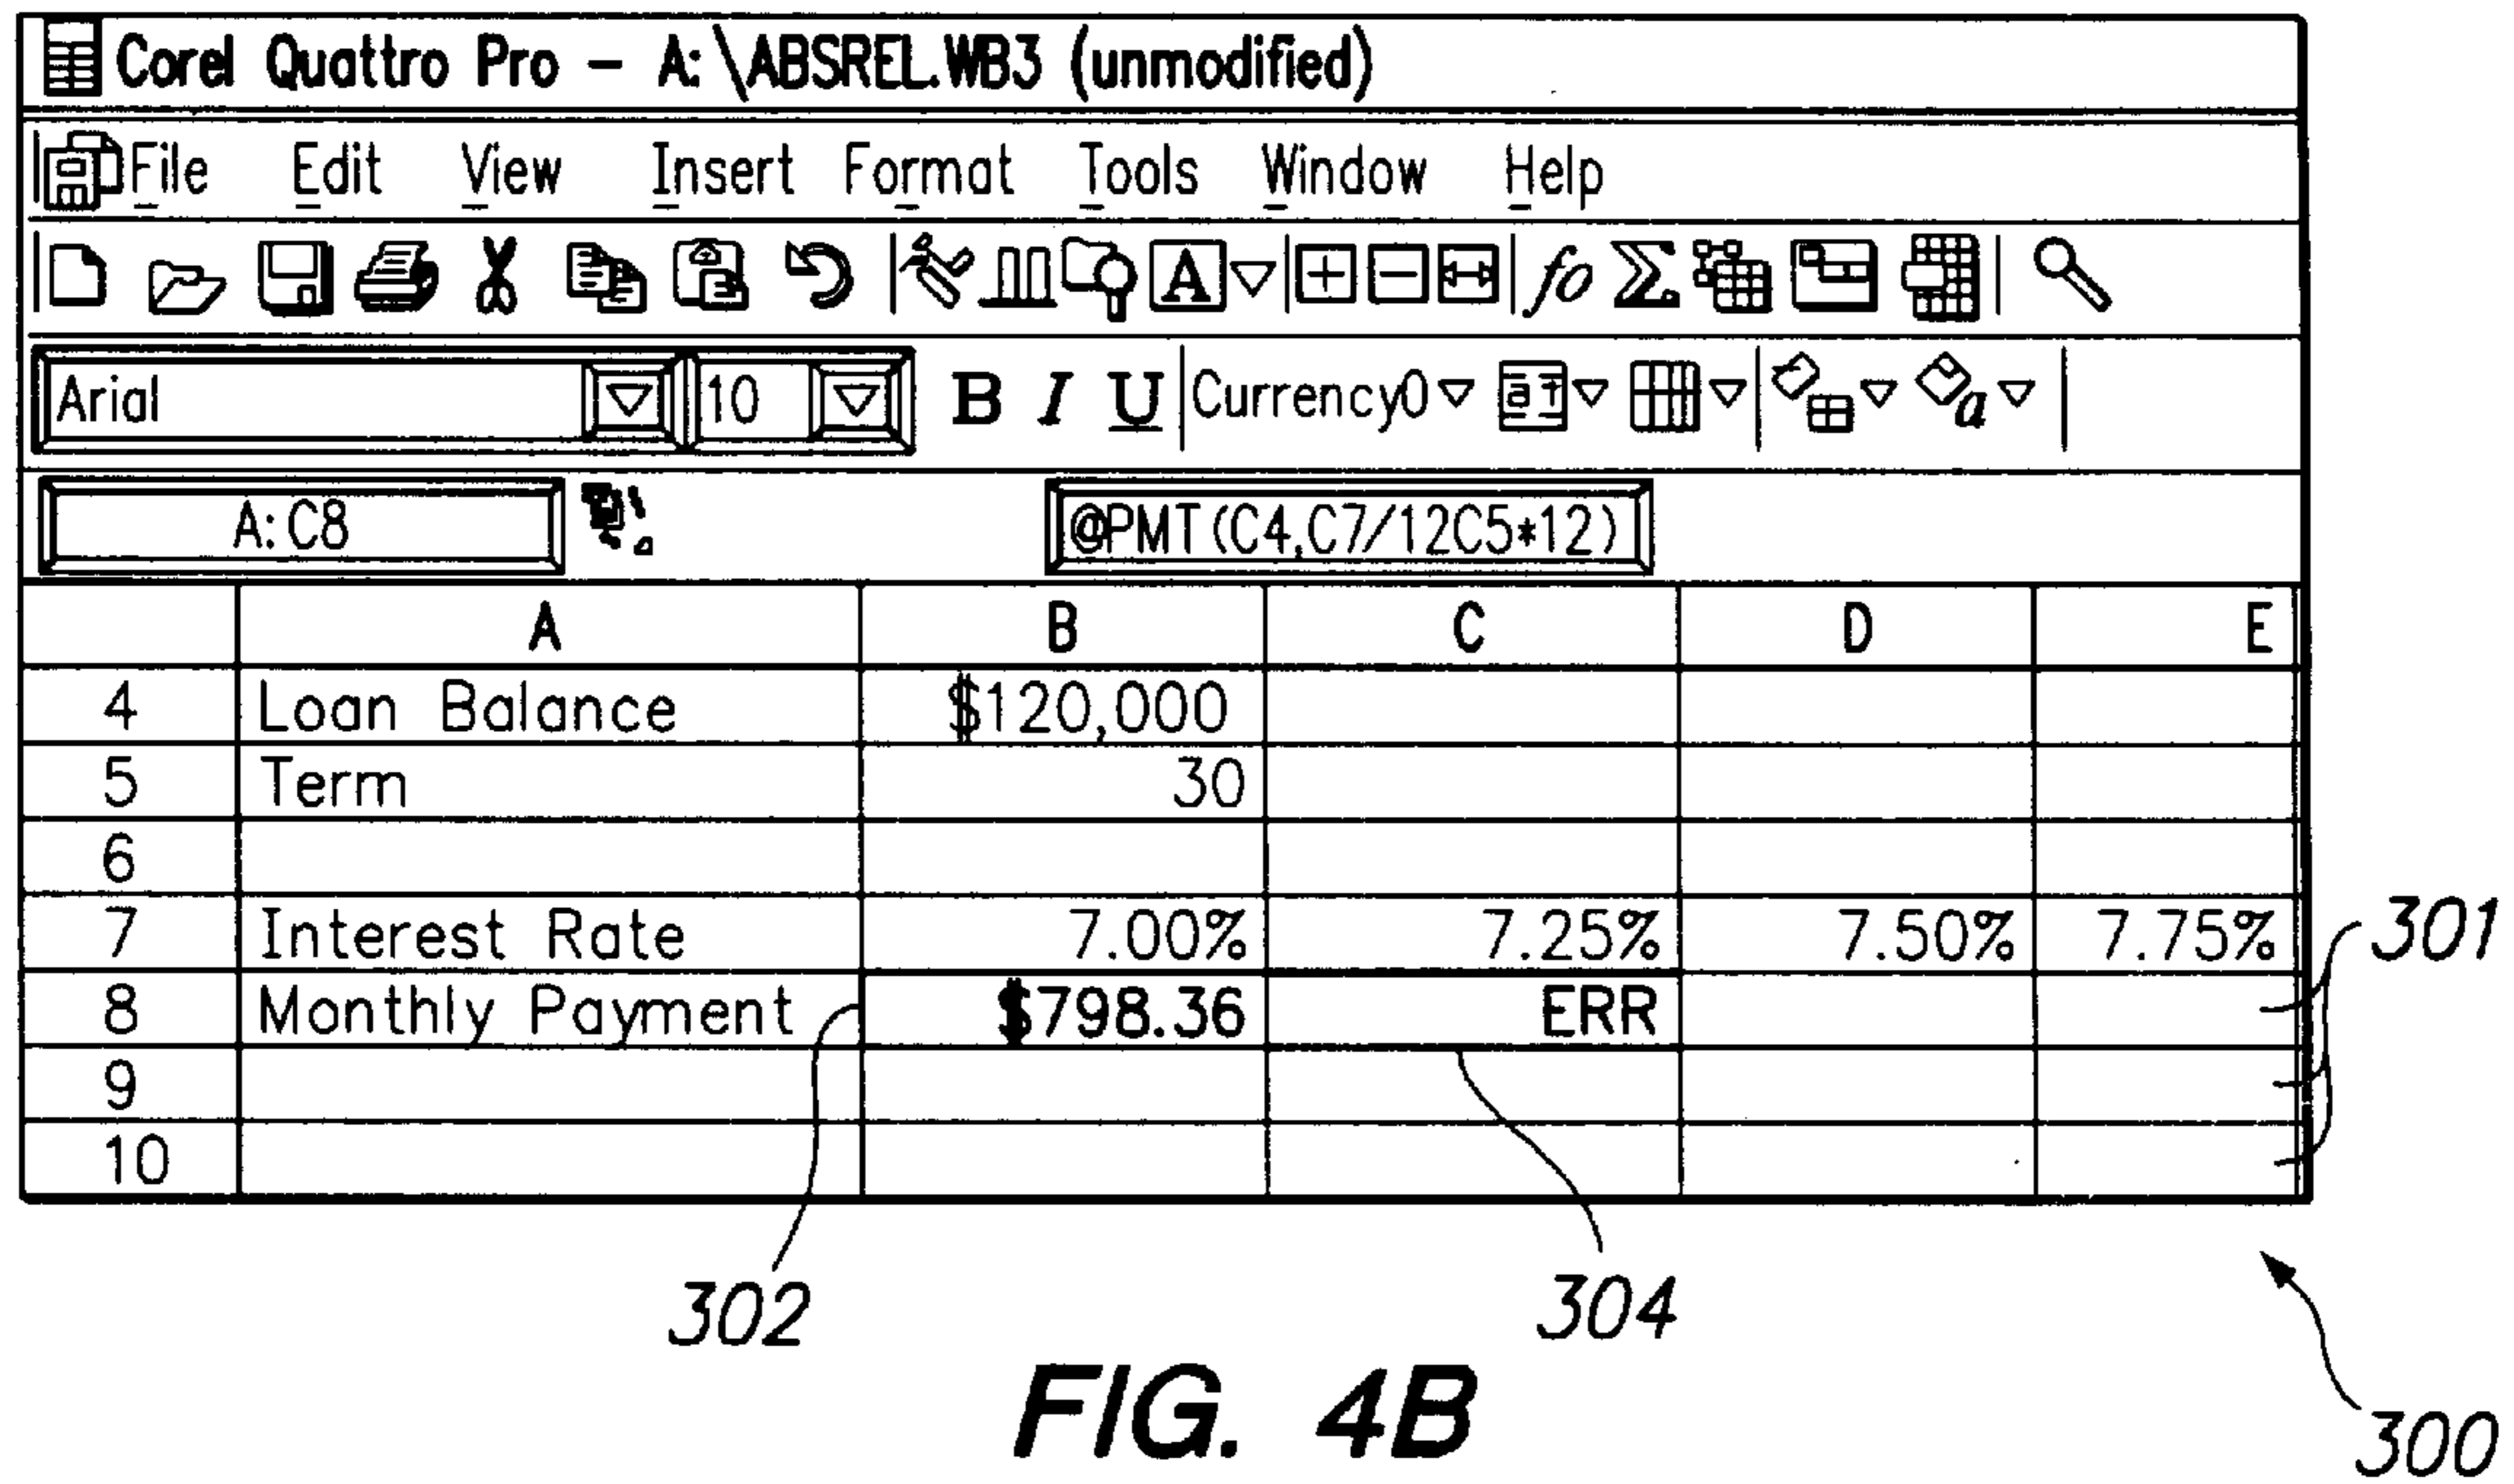 Corel Quattro Pro – A:\ABSREL.WB3 (unmodified)
File Edit View Insert Format Tools Window Help
A fo Σ
Arial 10 B I U Currency0 a
A:C8 @PMT(C4,C7/12C5*12)
A B C D E
4 Loan Balance $120,000
5 Term 30
6
7 Interest Rate 7.00% 7.25% 7.50% 7.75%
8 Monthly Payment $798.36 ERR
9
10
301
302 304
300
FIG. 4B